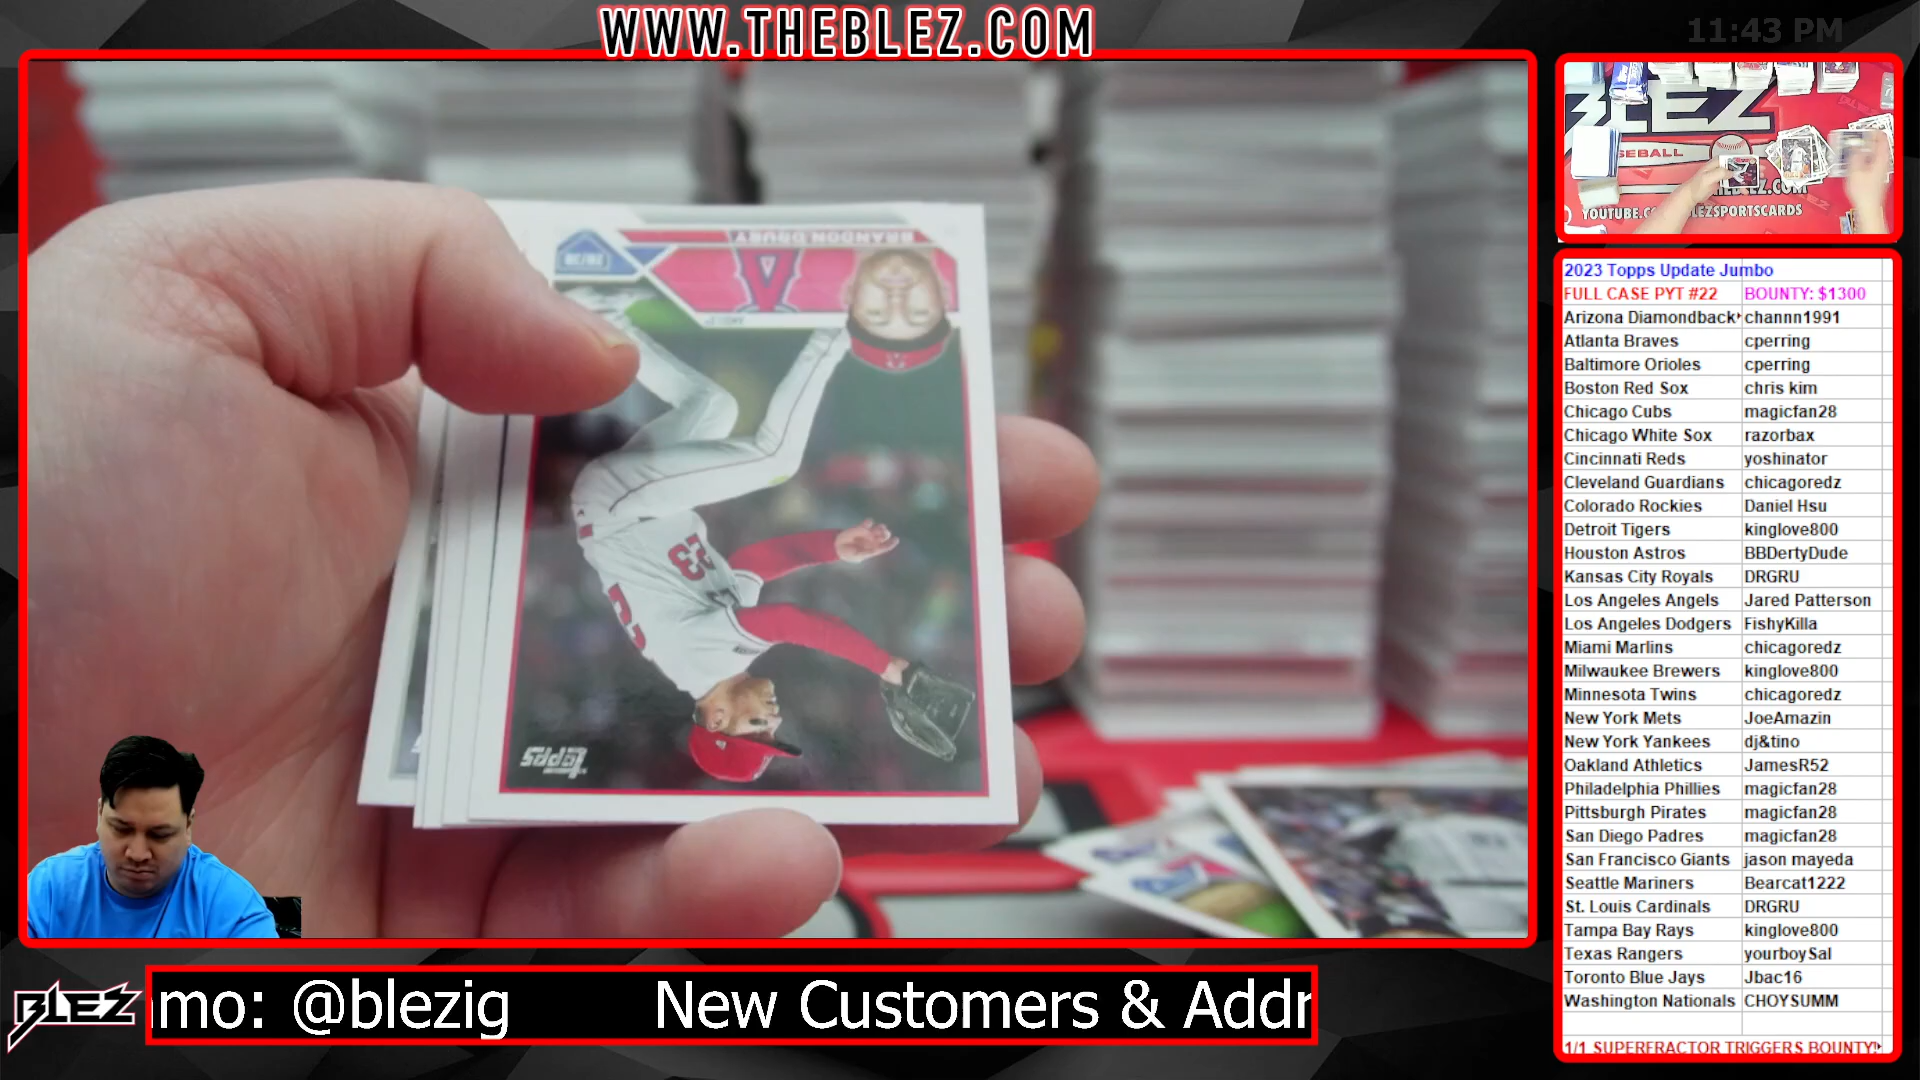 WWW.THEBLEZ.COM
11:43 PM
BRANDON DRURY
2B/3B
23
Topps
BLEZ
SEBALL
YOUTUBE.C
LEZSPORTSCARDS
2023 Topps Update Jumbo
FULL CASE PYT #22 BOUNTY: $1300
Arizona Diamondback channn1991
Atlanta Braves cperring
Baltimore Orioles cperring
Boston Red Sox chris kim
Chicago Cubs magicfan28
Chicago White Sox razorbax
Cincinnati Reds yoshinator
Cleveland Guardians chicagoredz
Colorado Rockies Daniel Hsu
Detroit Tigers kinglove800
Houston Astros BBDertyDude
Kansas City Royals DRGRU
Los Angeles Angels Jared Patterson
Los Angeles Dodgers FishyKilla
Miami Marlins chicagoredz
Milwaukee Brewers kinglove800
Minnesota Twins chicagoredz
New York Mets JoeAmazin
New York Yankees dj&tino
Oakland Athletics JamesR52
Philadelphia Phillies magicfan28
Pittsburgh Pirates magicfan28
San Diego Padres magicfan28
San Francisco Giants jason mayeda
Seattle Mariners Bearcat1222
St. Louis Cardinals DRGRU
Tampa Bay Rays kinglove800
Texas Rangers yourboySal
Toronto Blue Jays Jbac16
Washington Nationals CHOYSUMM
1/1 SUPERFRACTOR TRIGGERS BOUNTY!
BLEZ
mo: @blezig New Customers & Addr